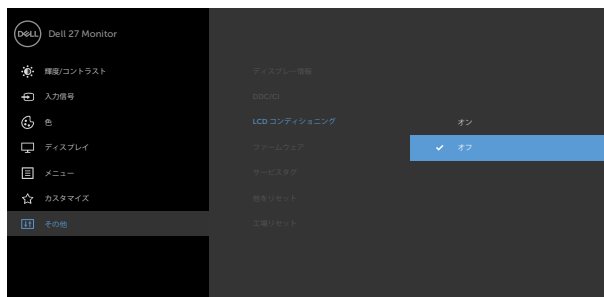 DELL
Dell 27 Monitor
輝度/コントラスト
入力信号
色
ディスプレイ
メニュー
カスタマイズ
その他
ディスプレー情報
DDC/CI
LCD コンディショニング
ファームウェア
サービスタグ
他をリセット
工場リセット
オン
オフ